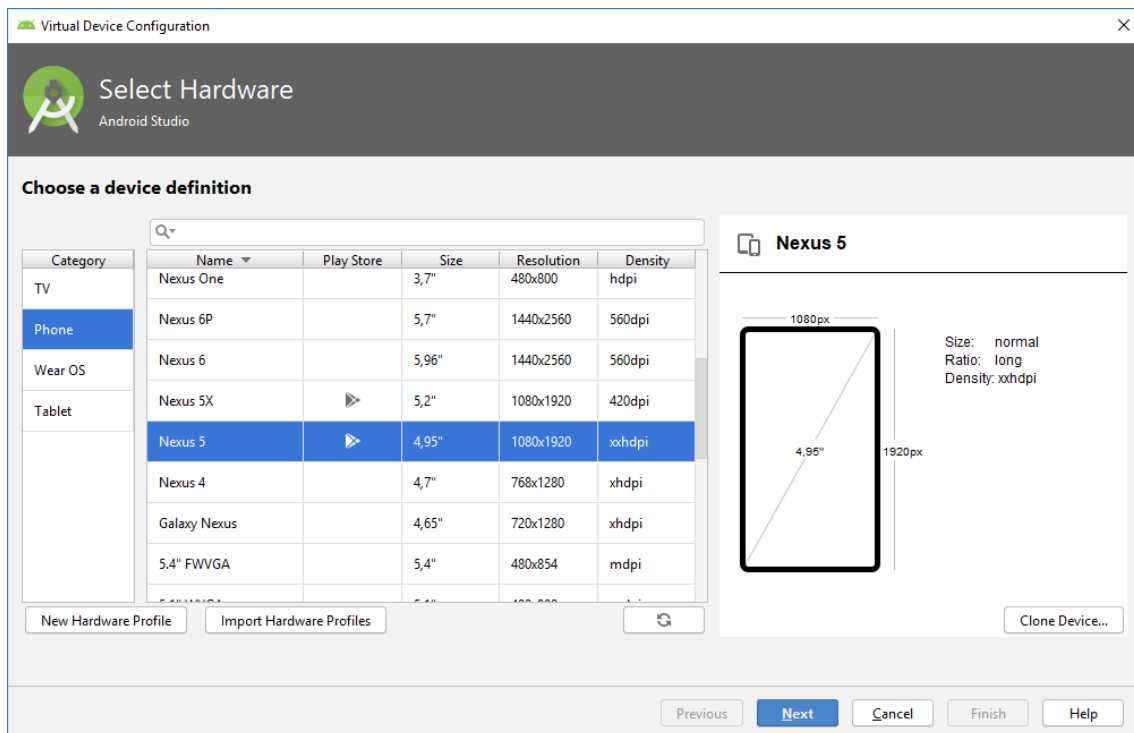 Virtual Device Configuration
Select Hardware
Android Studio
Choose a device definition
Category
TV
Phone
Wear OS
Tablet
Name Play Store Size Resolution Density
Nexus One 3,7" 480x800 hdpi
Nexus 6P 5,7" 1440x2560 560dpi
Nexus 6 5,96" 1440x2560 560dpi
Nexus 5X 5,2" 1080x1920 420dpi
Nexus 5 4,95" 1080x1920 xxhdpi
Nexus 4 4,7" 768x1280 xhdpi
Galaxy Nexus 4,65" 720x1280 xhdpi
5.4" FWVGA 5,4" 480x854 mdpi
New Hardware Profile Import Hardware Profiles
Nexus 5
1080px
4,95"
1920px
Size: normal
Ratio: long
Density: xxhdpi
Clone Device...
Previous Next Cancel Finish Help